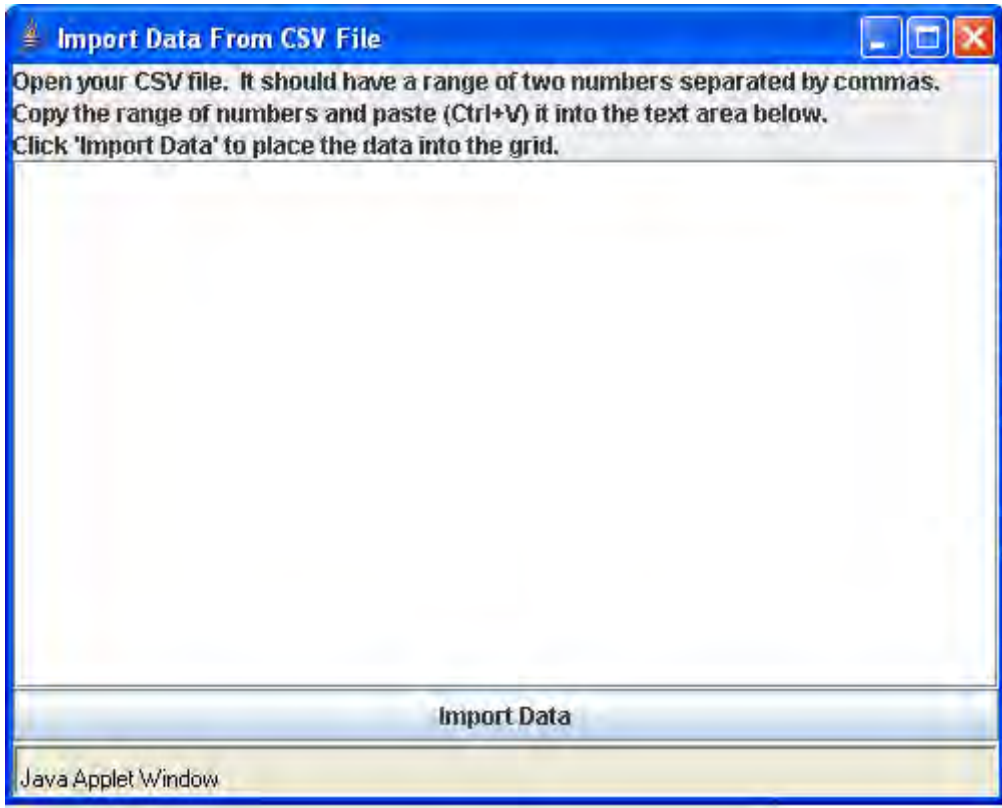 Import Data From CSV File
Open your CSV file. It should have a range of two numbers separated by commas.
Copy the range of numbers and paste (Ctrl+V) it into the text area below.
Click 'Import Data' to place the data into the grid.
Import Data
Java Applet Window